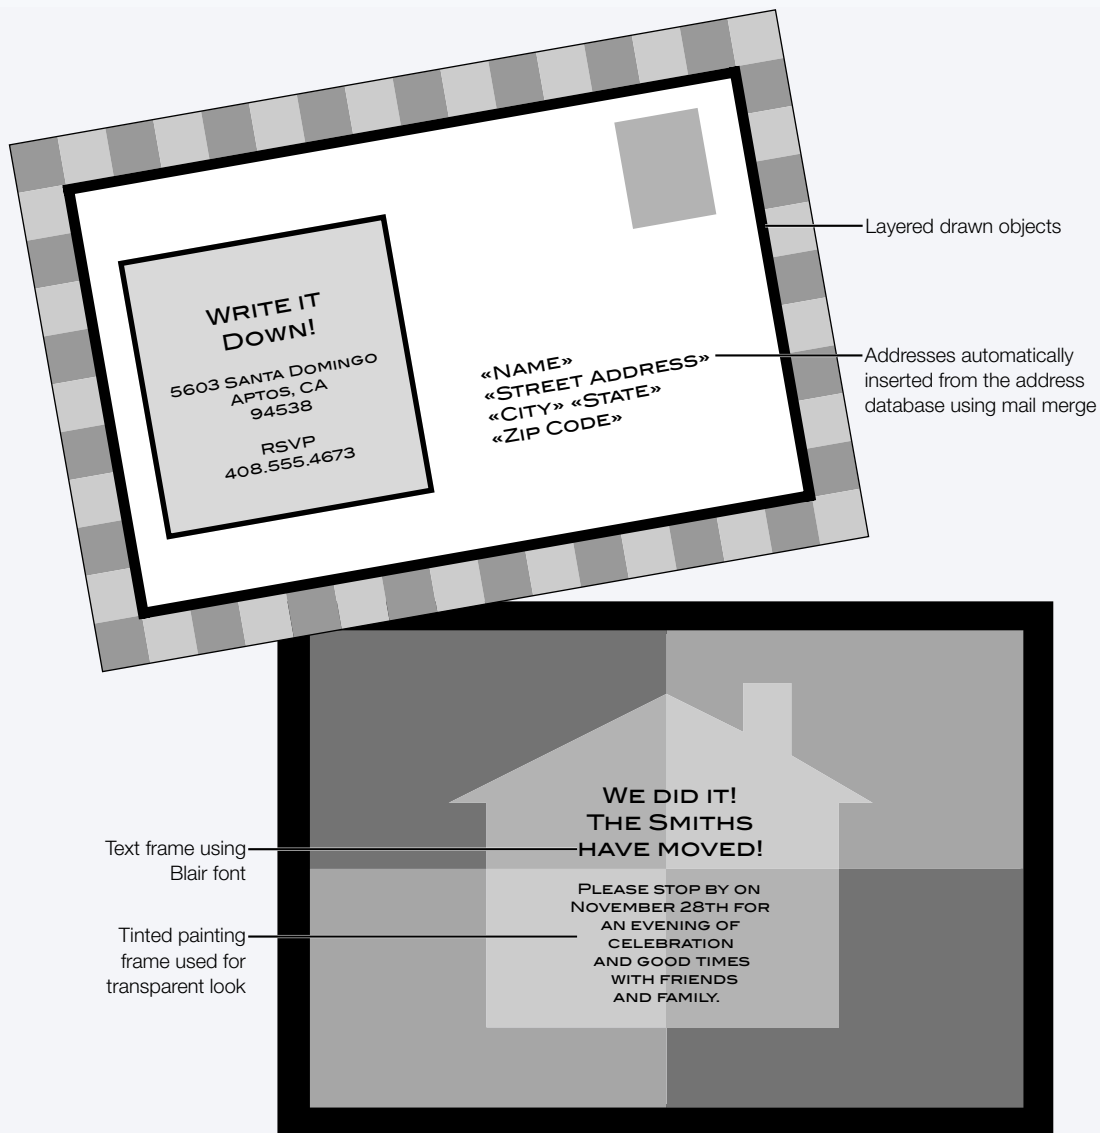 Layered drawn objects
WRITE IT
DOWN!
5603 SANTA DOMINGO
APTOS, CA
94538
RSVP
408.555.4673
«NAME»
«STREET ADDRESS»
«CITY» «STATE»
«ZIP CODE»
Addresses automatically
inserted from the address
database using mail merge
WE DID IT!
THE SMITHS
HAVE MOVED!
PLEASE STOP BY ON
NOVEMBER 28TH FOR
AN EVENING OF
CELEBRATION
AND GOOD TIMES
WITH FRIENDS
AND FAMILY.
Text frame using
Blair font
Tinted painting
frame used for
transparent look